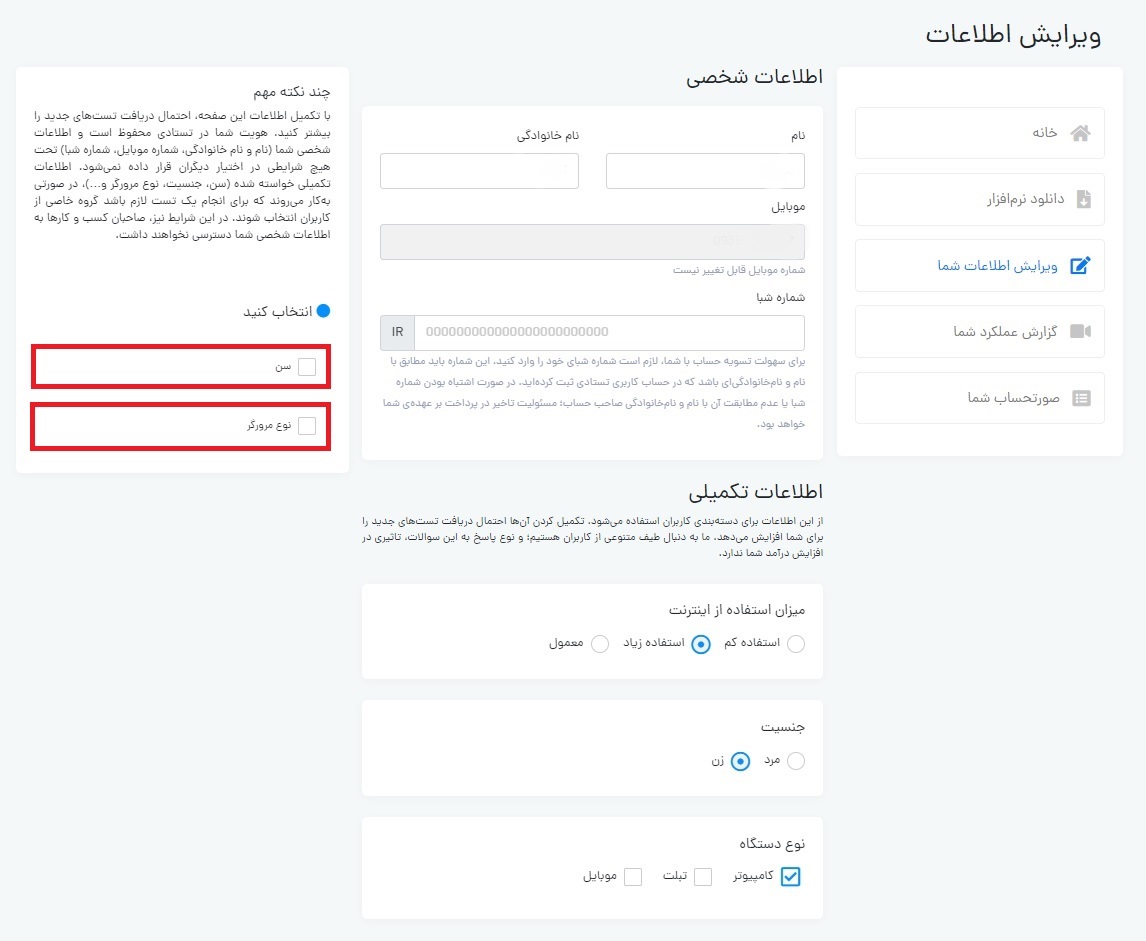 ویرایش اطلاعات
خانه
دانلود نرم‌افزار
ویرایش اطلاعات شما
گزارش عملکرد شما
صورتحساب شما
اطلاعات شخصی
نام
نام خانوادگی
موبایل
شماره موبایل قابل تغییر نیست
شماره شبا
IR
000000000000000000000000
برای سهولت تسویه حساب با شما، لازم است شماره شبای خود را وارد کنید. این شماره باید مطابق با
نام و نام‌خانوادگی‌ای باشد که در حساب کاربری تستادی ثبت کرده‌اید. در صورت اشتباه بودن شماره
شبا یا عدم مطابقت آن با نام و نام‌خانوادگی صاحب حساب؛ مسئولیت تاخیر در پرداخت بر عهده‌ی شما
خواهد بود.
اطلاعات تکمیلی
از این اطلاعات برای دسته‌بندی کاربران استفاده می‌شود. تکمیل کردن آن‌ها احتمال دریافت تست‌های جدید را
برای شما افزایش می‌دهد. ما به دنبال طیف متنوعی از کاربران هستیم؛ و نوع پاسخ به این سوالات، تاثیری در
افزایش درآمد شما ندارد.
میزان استفاده از اینترنت
استفاده کم
استفاده زیاد
معمول
جنسیت
مرد
زن
نوع دستگاه
کامپیوتر
تبلت
موبایل
چند نکته مهم
با تکمیل اطلاعات این صفحه، احتمال دریافت تست‌های جدید را
بیشتر کنید. هویت شما در تستادی محفوظ است و اطلاعات
شخصی شما (نام و نام خانوادگی، شماره موبایل، شماره شبا) تحت
هیچ شرایطی در اختیار دیگران قرار داده نمی‌شود. اطلاعات
تکمیلی خواسته شده (سن، جنسیت، نوع مرورگر و...)، در صورتی
به‌کار می‌روند که برای انجام یک تست لازم باشد گروه خاصی از
کاربران انتخاب شوند. در این شرایط نیز، صاحبان کسب و کارها به
اطلاعات شخصی شما دسترسی نخواهند داشت.
انتخاب کنید
سن
نوع مرورگر